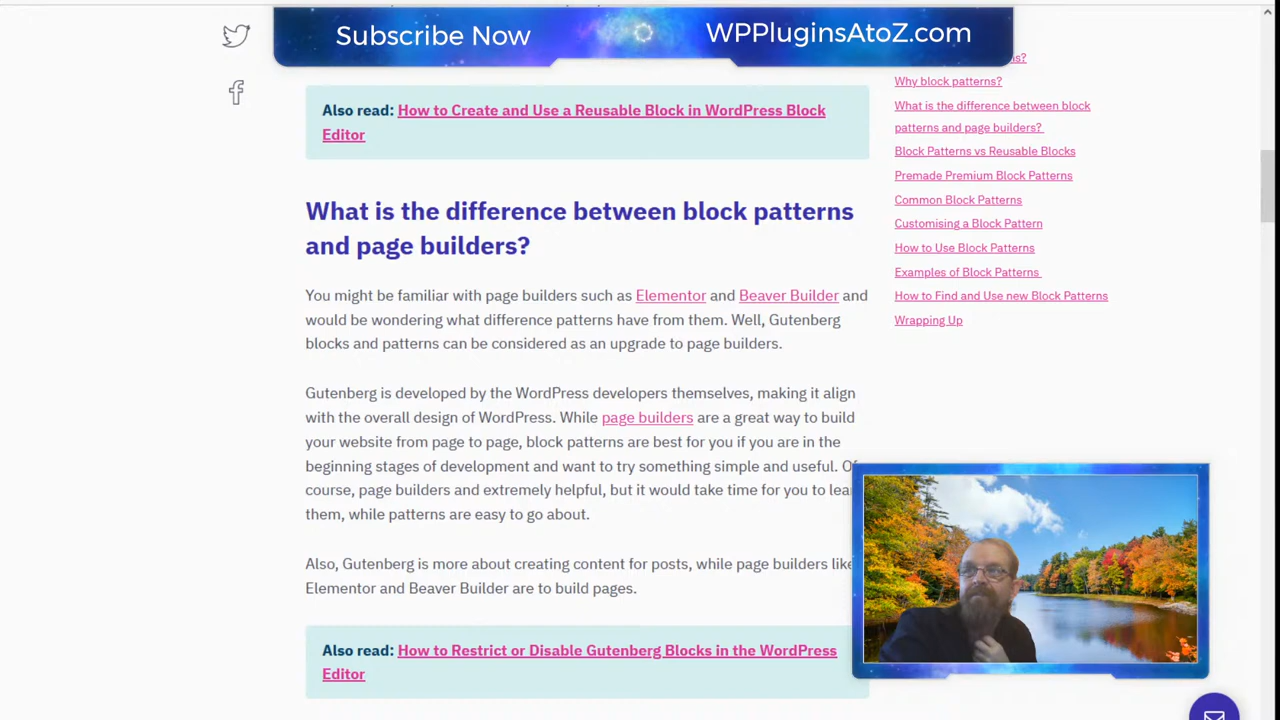 Subscribe Now
WPPluginsAtoZ.com
Also read: How to Create and Use a Reusable Block in WordPress Block
Editor
What is the difference between block patterns
and page builders?
You might be familiar with page builders such as Elementor and Beaver Builder and
would be wondering what difference patterns have from them. Well, Gutenberg
blocks and patterns can be considered as an upgrade to page builders.
Gutenberg is developed by the WordPress developers themselves, making it align
with the overall design of WordPress. While page builders are a great way to build
your website from page to page, block patterns are best for you if you are in the
beginning stages of development and want to try something simple and useful. Of
course, page builders and extremely helpful, but it would take time for you to
them, while patterns are easy to go about.
Also, Gutenberg is more about creating content for posts, while page builders like
Elementor and Beaver Builder are to build pages.
Also read: How to Restrict or Disable Gutenberg Blocks in the WordPress
Editor
Why block patterns?
What is the difference between block
patterns and page builders?
Block Patterns vs Reusable Blocks
Premade Premium Block Patterns
Common Block Patterns
Customising a Block Pattern
How to Use Block Patterns
Examples of Block Patterns
How to Find and Use new Block Patterns
Wrapping Up